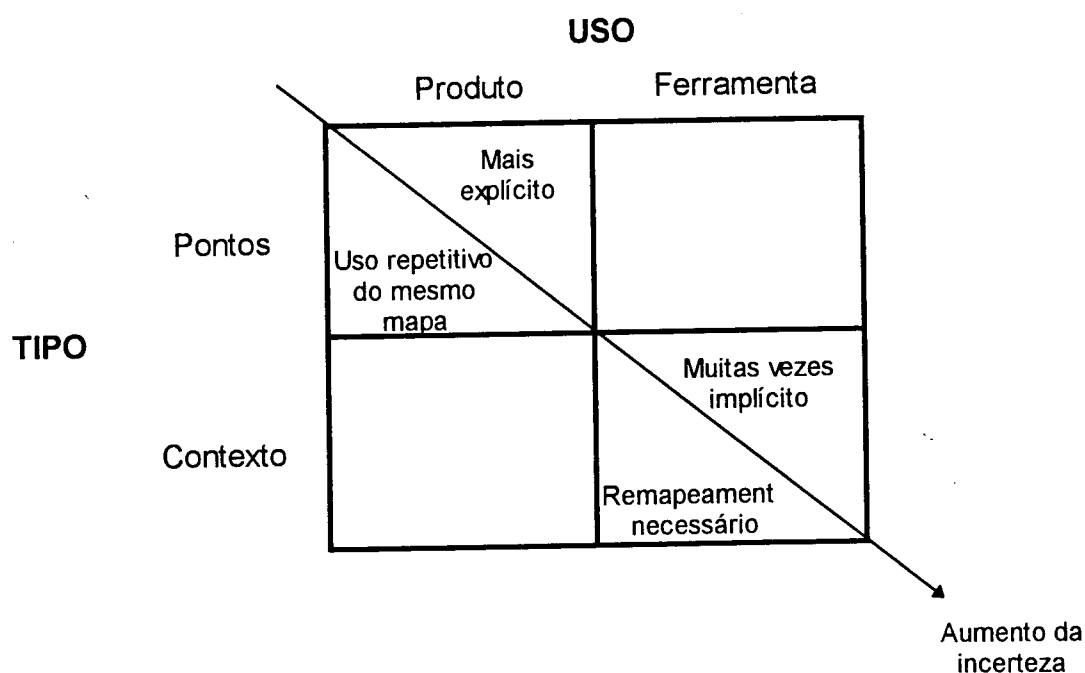 USO
Produto
Ferramenta
Mais
explícito
Pontos
Uso repetitivo
do mesmo
mapa
TIPO
Muitas vezes
implícito
Contexto
Remapeament
necessário
Aumento da
incerteza